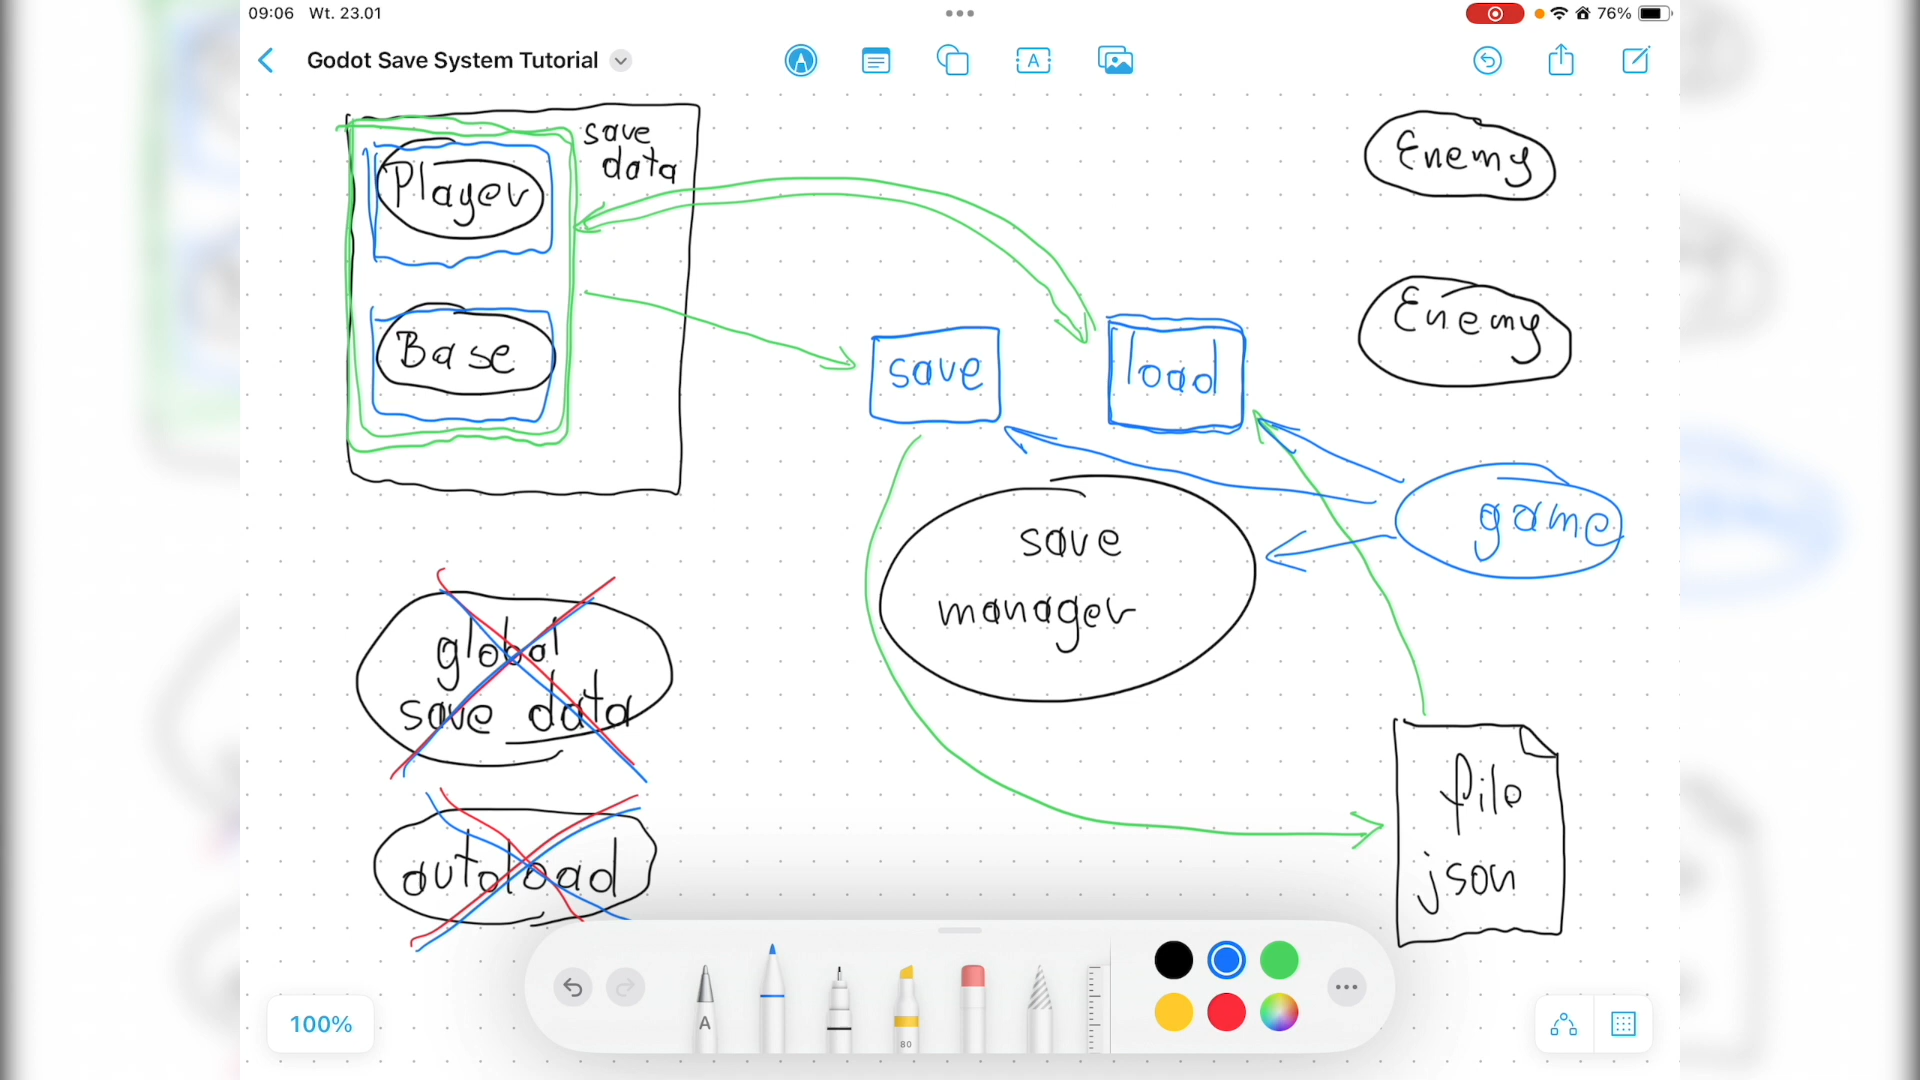 09:06 Wt. 23.01
76%
Godot Save System Tutorial
A
save
data
Player
Base
Enemy
Enemy
save
load
game
save
manager
global
save data
autoload
file
json
A
80
100%